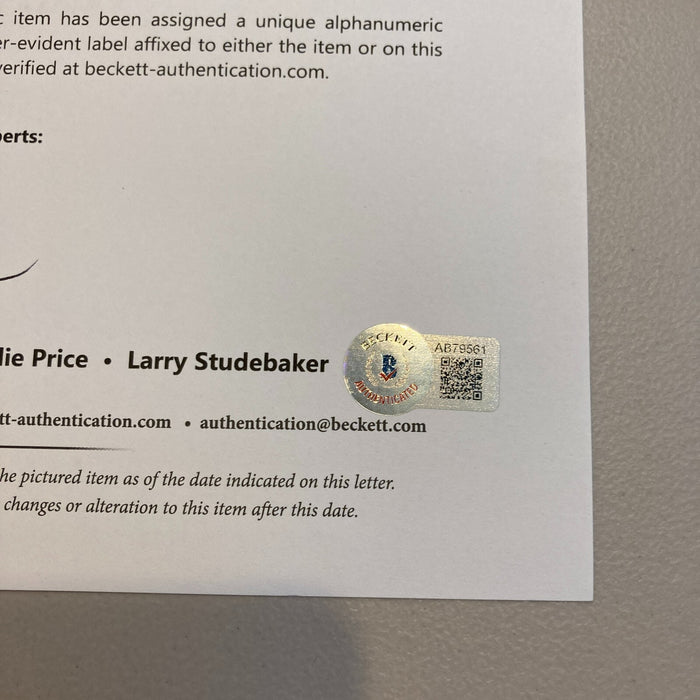 item has been assigned a unique alphanumeric
r-evident label affixed to either the item or on this
verified at beckett-authentication.com.
perts:
lie Price • Larry Studebaker
BECKETT
B
AUTHENTICATED
AB79561
tt-authentication.com • authentication@beckett.com
he pictured item as of the date indicated on this letter.
changes or alteration to this item after this date.